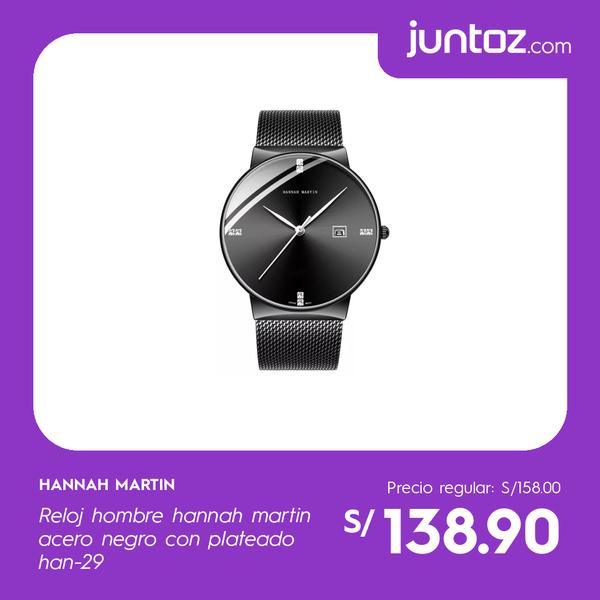 juntoz.com
HANNAH MARTIN
HANNAH MARTIN
Precio regular: S/158.00
Reloj hombre hannah martin
acero negro con plateado
han-29
S/ 138.90